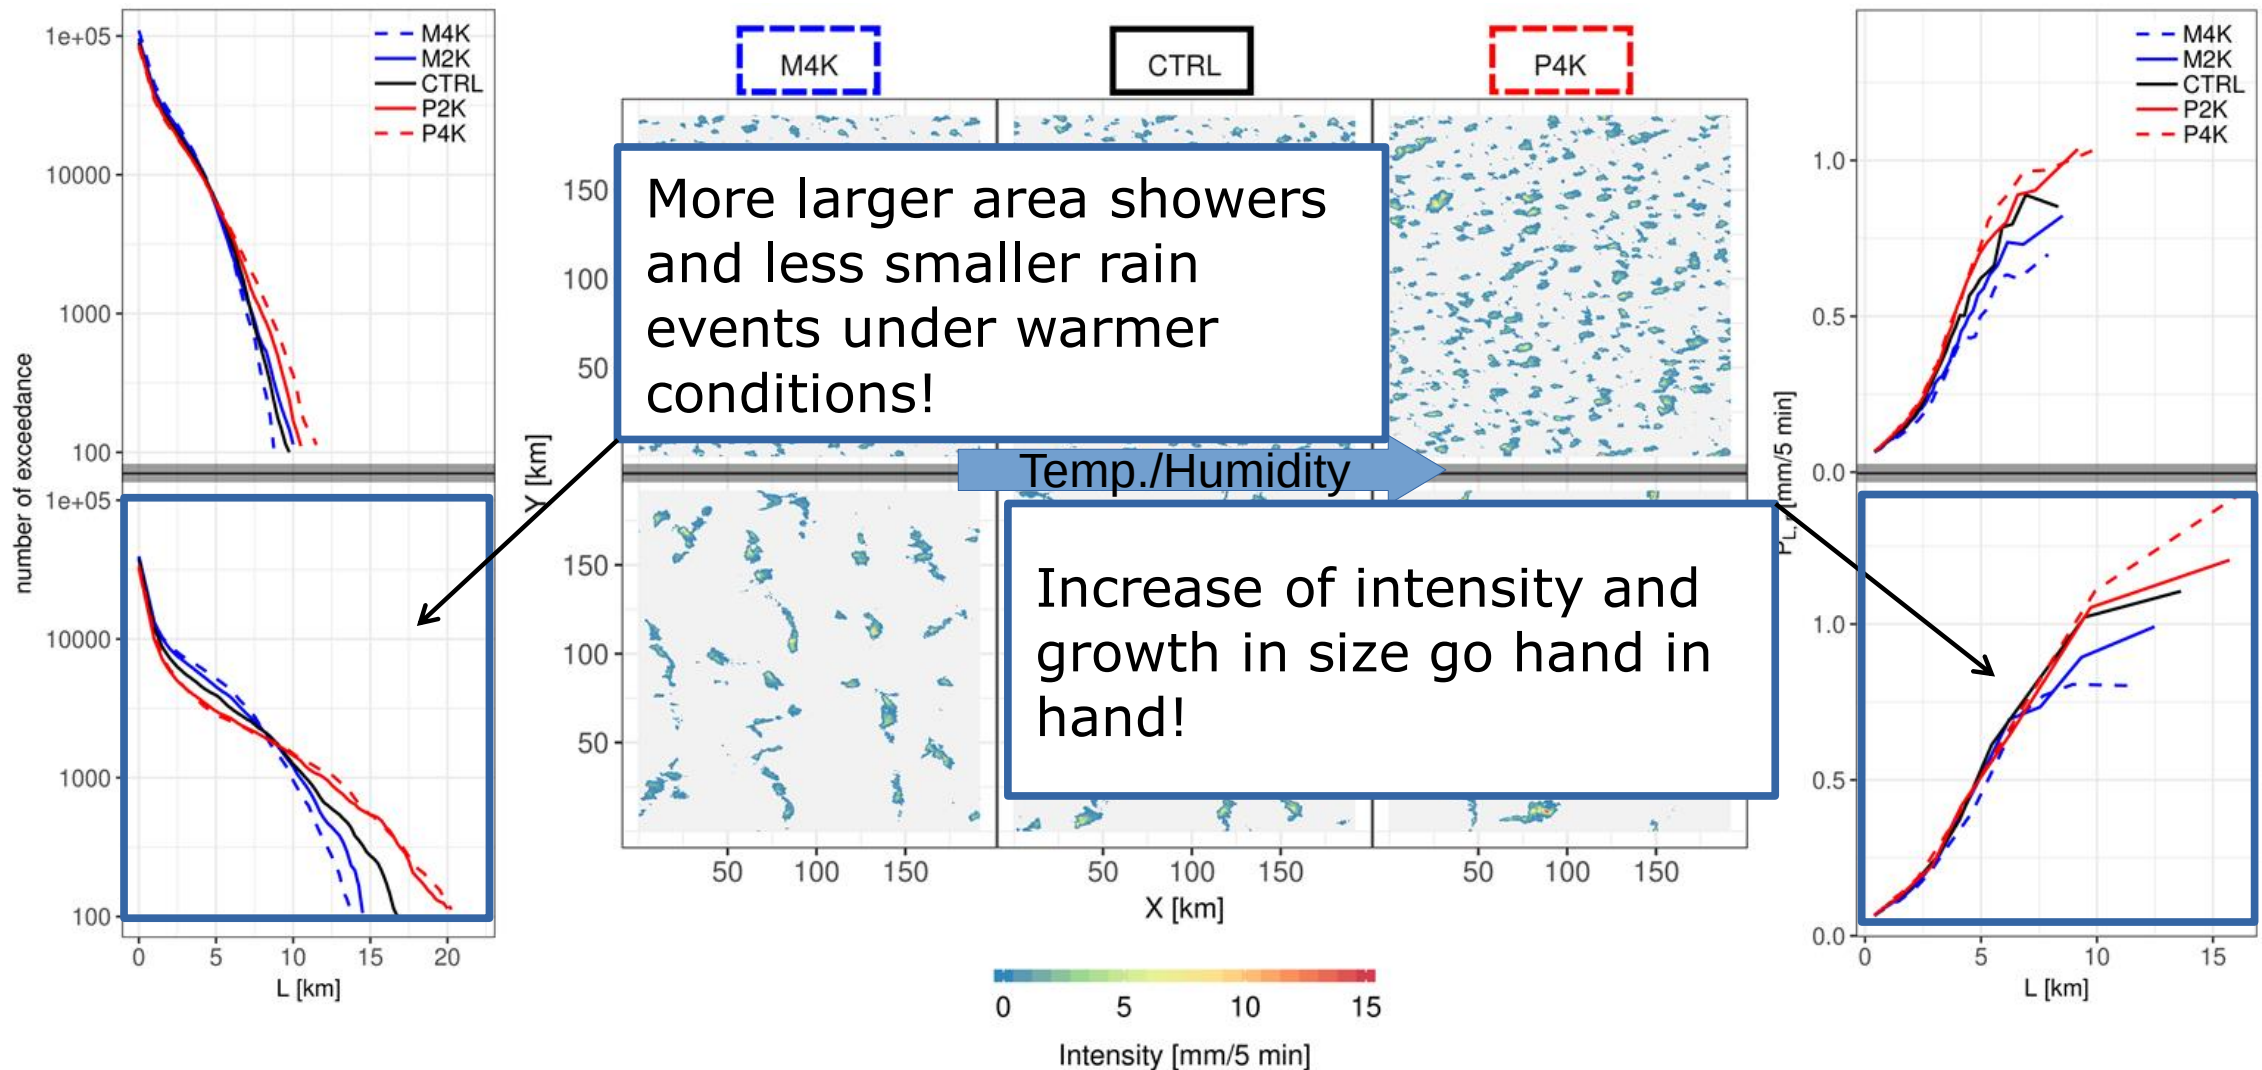 1e+05
10000
1000
100
1e+05
10000
1000
100
number of exceedance
0 5 10 15 20
L [km]
M4K
M2K
CTRL
P2K
P4K
M4K
CTRL
P4K
150
100
50
Y [km]
150
100
50
More larger area showers
and less smaller rain
events under warmer
conditions!
Temp./Humidity
Increase of intensity and
growth in size go hand in
hand!
50 100 150
50 100 150
50 100 150
X [km]
0 5 10 15
Intensity [mm/5 min]
M4K
M2K
CTRL
P2K
P4K
1.0
0.5
0.0
[mm/5 min]
1.0
0.5
0.0
0 5 10 15
L [km]